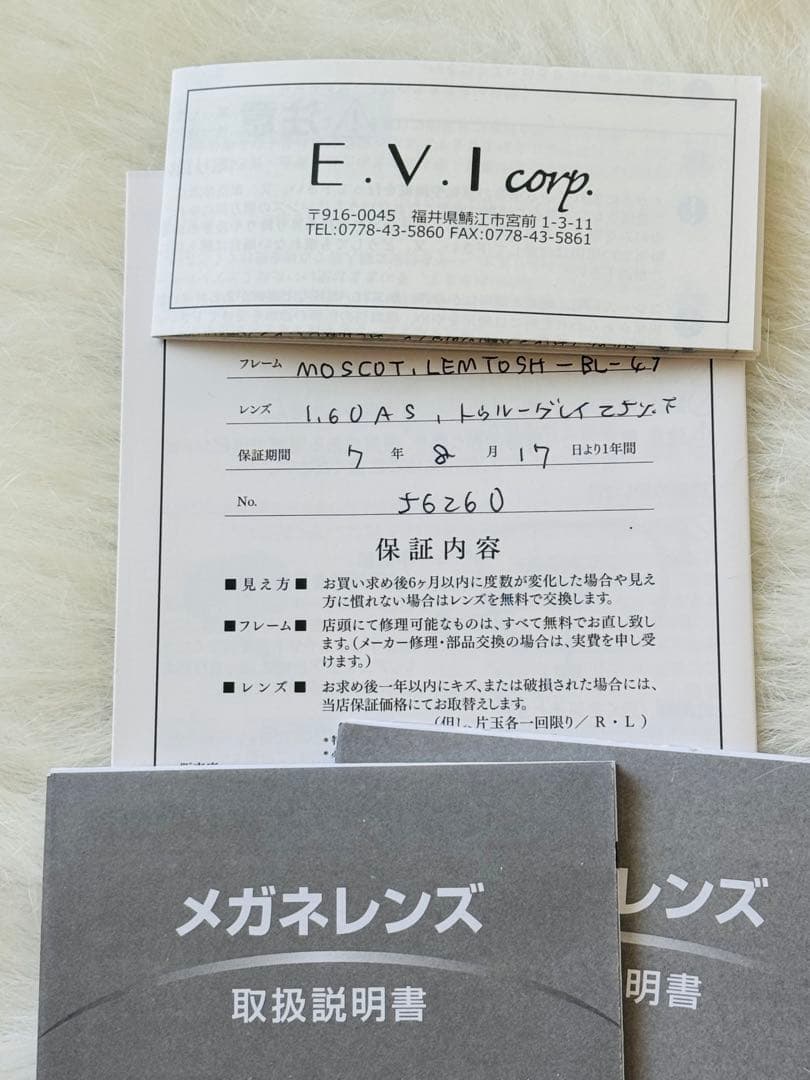 E.V.I corp.
〒916-0045 福井県鯖江市宮前 1-3-11
TEL:0778-43-5860 FAX:0778-43-5861
フレーム MOSCOT, LEMTOSH-BL-47
レンズ 1.60AS, トゥルーグレイ25%.下
保証期間 7年8月17日より1年間
No. 56260
保証内容
■見え方■ お買い求め後6ヶ月以内に度数が変化した場合や見え
方に慣れない場合はレンズを無料で交換します。
■フレーム■ 店頭にて修理可能なものは、すべて無料でお直し致し
ます。(メーカー修理・部品交換の場合は、実費を申し受
けます。)
■レンズ■ お求め後一年以内にキズ、または破損された場合には、
当店保証価格にてお取替えします。
(但し、片玉各一回限り/R・L)
メガネレンズ
取扱説明書
レンズ
明書